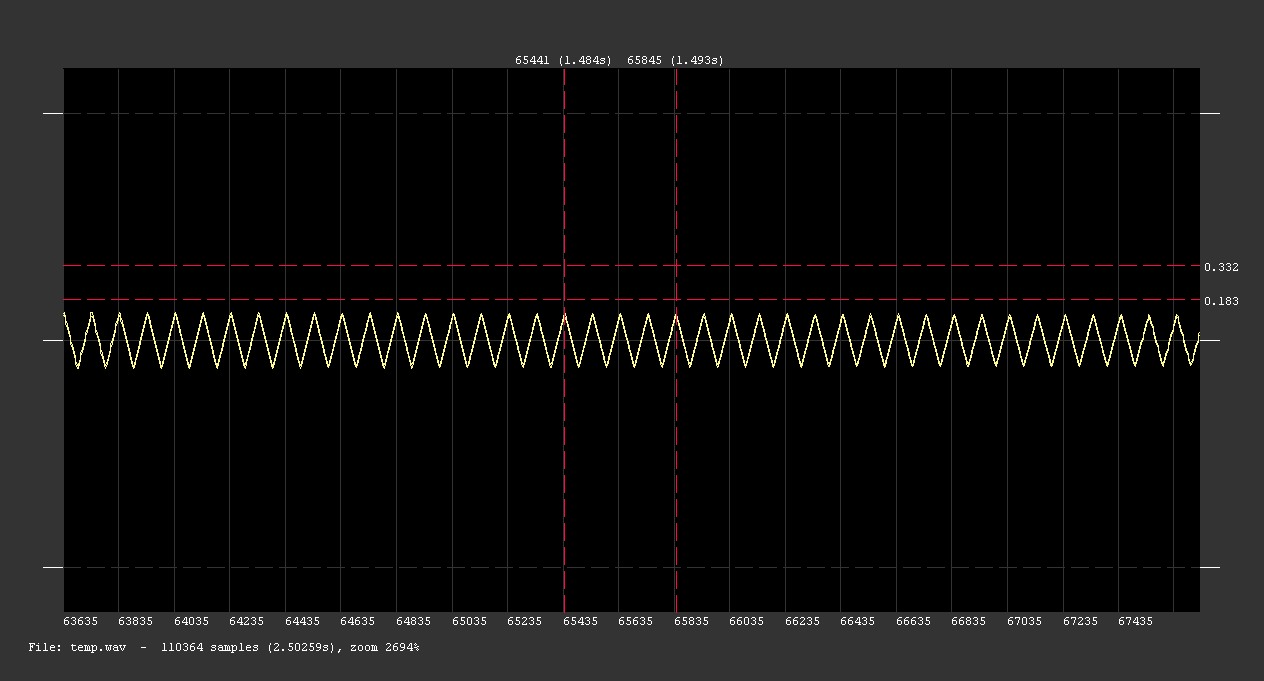 65441 (1.484s)  65845 (1.493s)
0.332
0.183
63635 63835 64035 64235 64435 64635 64835 65035 65235 65435 65635 65835 66035 66235 66435 66635 66835 67035 67235 67435
File: temp.wav  -  110364 samples (2.50259s), zoom 2694%